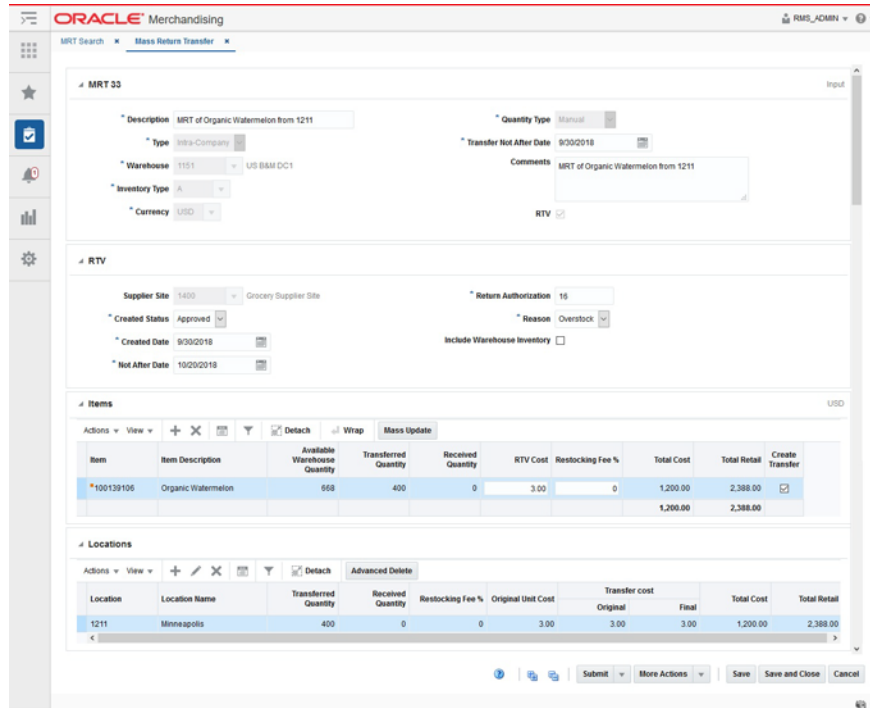 ORACLE® Merchandising
RMS_ADMIN
MRT Search Mass Return Transfer
MRT 33 Input
* Description MRT of Organic Watermelon from 1211
* Type Intra-Company
* Warehouse 1151 US B&M DC1
* Inventory Type A
* Currency USD
* Quantity Type Manual
* Transfer Not After Date 9/30/2018
Comments MRT of Organic Watermelon from 1211
RTV
1
RTV
Supplier Site 1400 Grocery Supplier Site
* Created Status Approved
* Created Date 9/30/2018
* Not After Date 10/20/2018
* Return Authorization 16
* Reason Overstock
Include Warehouse Inventory
Items USD
Actions View Detach Wrap Mass Update
Item Item Description Available Warehouse Quantity Transferred Quantity Received Quantity RTV Cost Restocking Fee % Total Cost Total Retail Create Transfer
*100139106 Organic Watermelon 668 400 0 3.00 0 1,200.00 2,388.00
1,200.00 2,388.00
Locations
Actions View Detach Advanced Delete
Location Location Name Transferred Quantity Received Quantity Restocking Fee % Original Unit Cost Transfer cost Original Final Total Cost Total Retail
1211 Minneapolis 400 0 0 3.00 3.00 3.00 1,200.00 2,388.00
Submit More Actions Save Save and Close Cancel